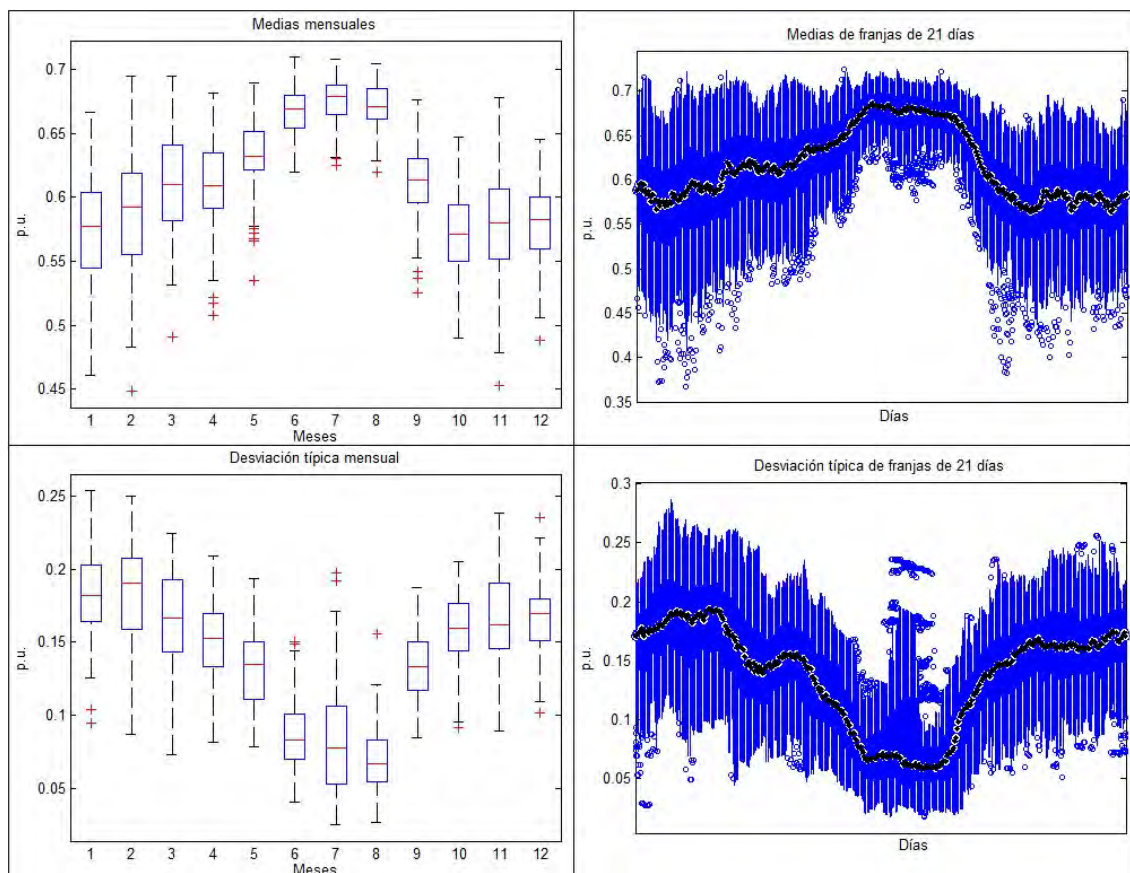 Medias mensuales
0.7
0.65
0.6
0.55
0.5
0.45
p.u.
1 2 3 4 5 6 7 8 9 10 11 12
Meses
Medias de franjas de 21 días
0.7
0.65
0.6
0.55
0.5
0.45
0.4
0.35
p.u.
Días
Desviación típica mensual
0.25
0.2
0.15
0.1
0.05
p.u.
1 2 3 4 5 6 7 8 9 10 11 12
Meses
Desviación típica de franjas de 21 días
0.3
0.25
0.2
0.15
0.1
0.05
p.u.
Días